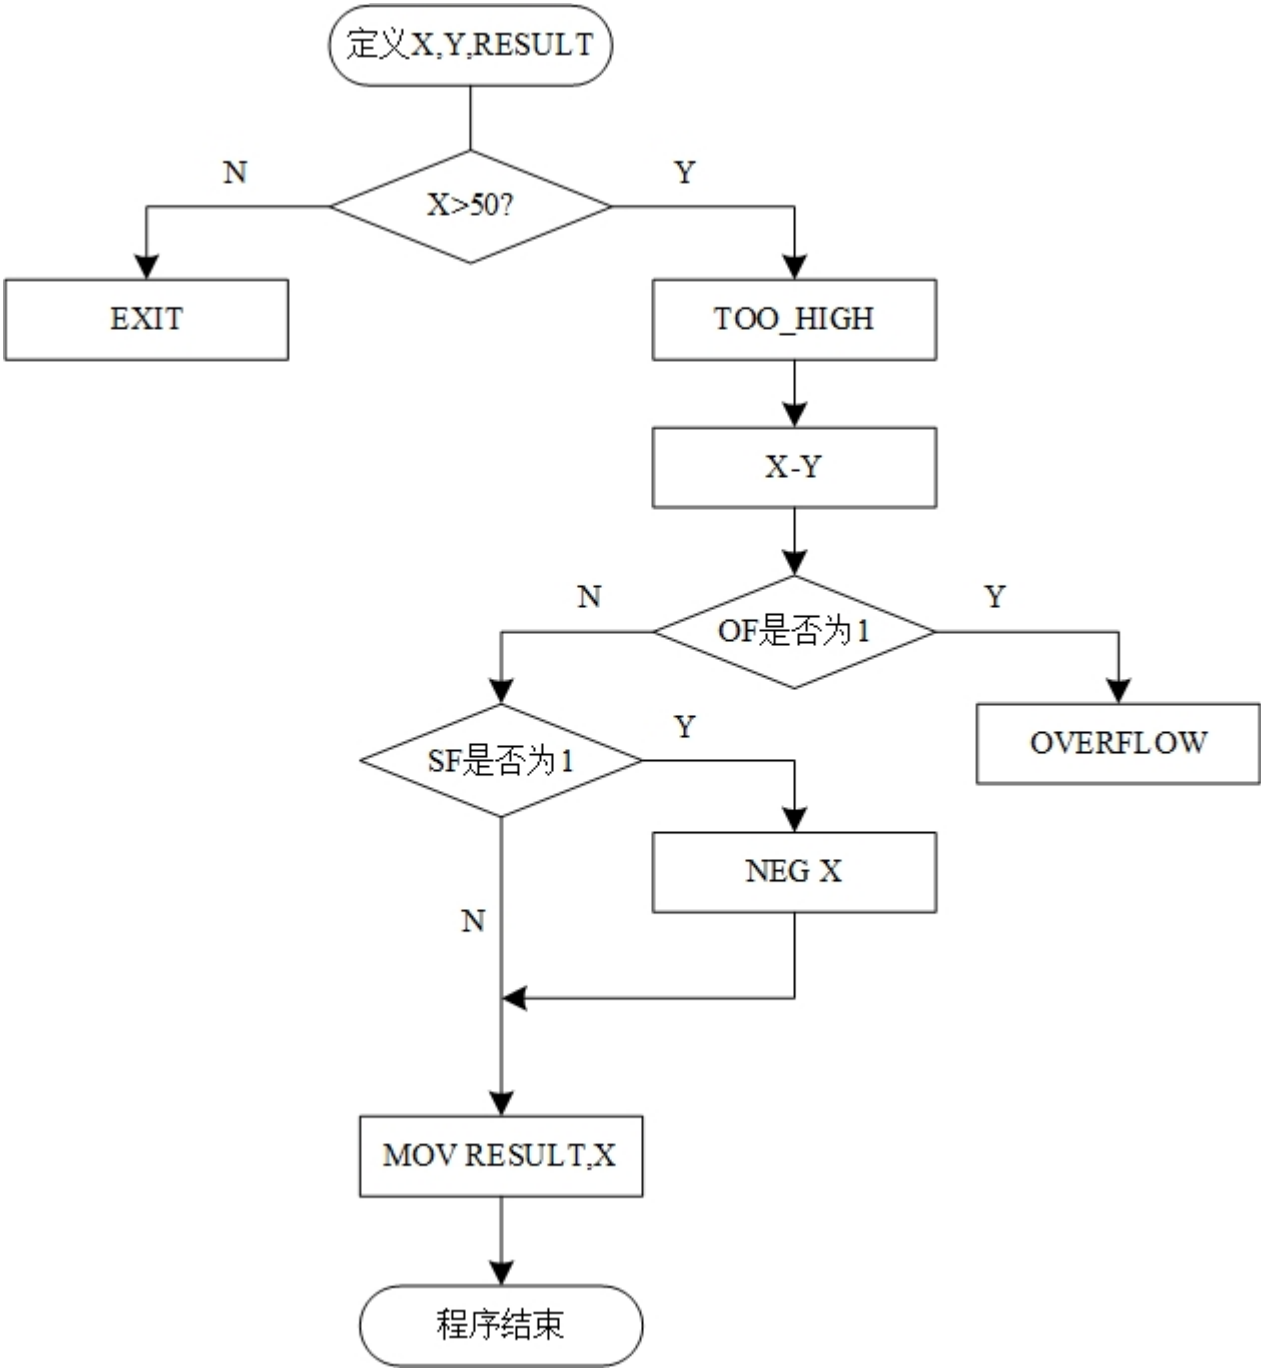 定义X,Y,RESULT
N
Y
X>50?
EXIT
TOO_HIGH
X-Y
N
Y
OF是否为1
Y
SF是否为1
OVERFLOW
NEG X
N
MOV RESULT,X
程序结束